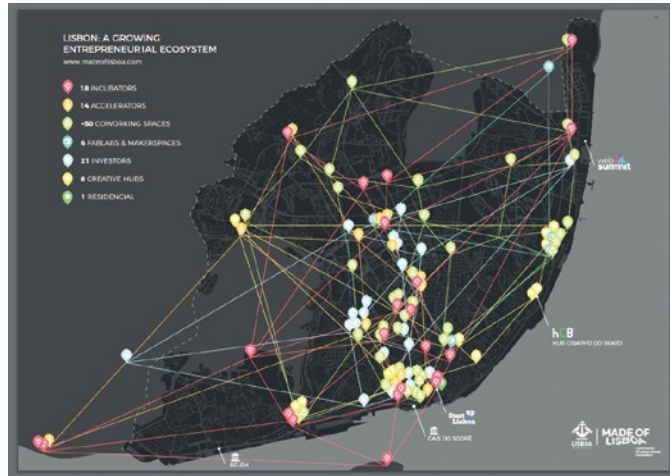 LISBON: A GROWING
ENTREPRENEURIAL ECOSYSTEM
www.madeoflisboa.com
18 INCUBATORS
14 ACCELERATORS
+50 COWORKING SPACES
6 FABLABS & MAKERSPACES
21 INVESTORS
8 CREATIVE HUBS
1 RESIDENCIAL
web
summit
hCB
HUB CRIATIVO DO BEATO
Start up
Lisboa
CAIS DO SODRÉ
BELÉM
LISBOA
MADE OF
LISBOA